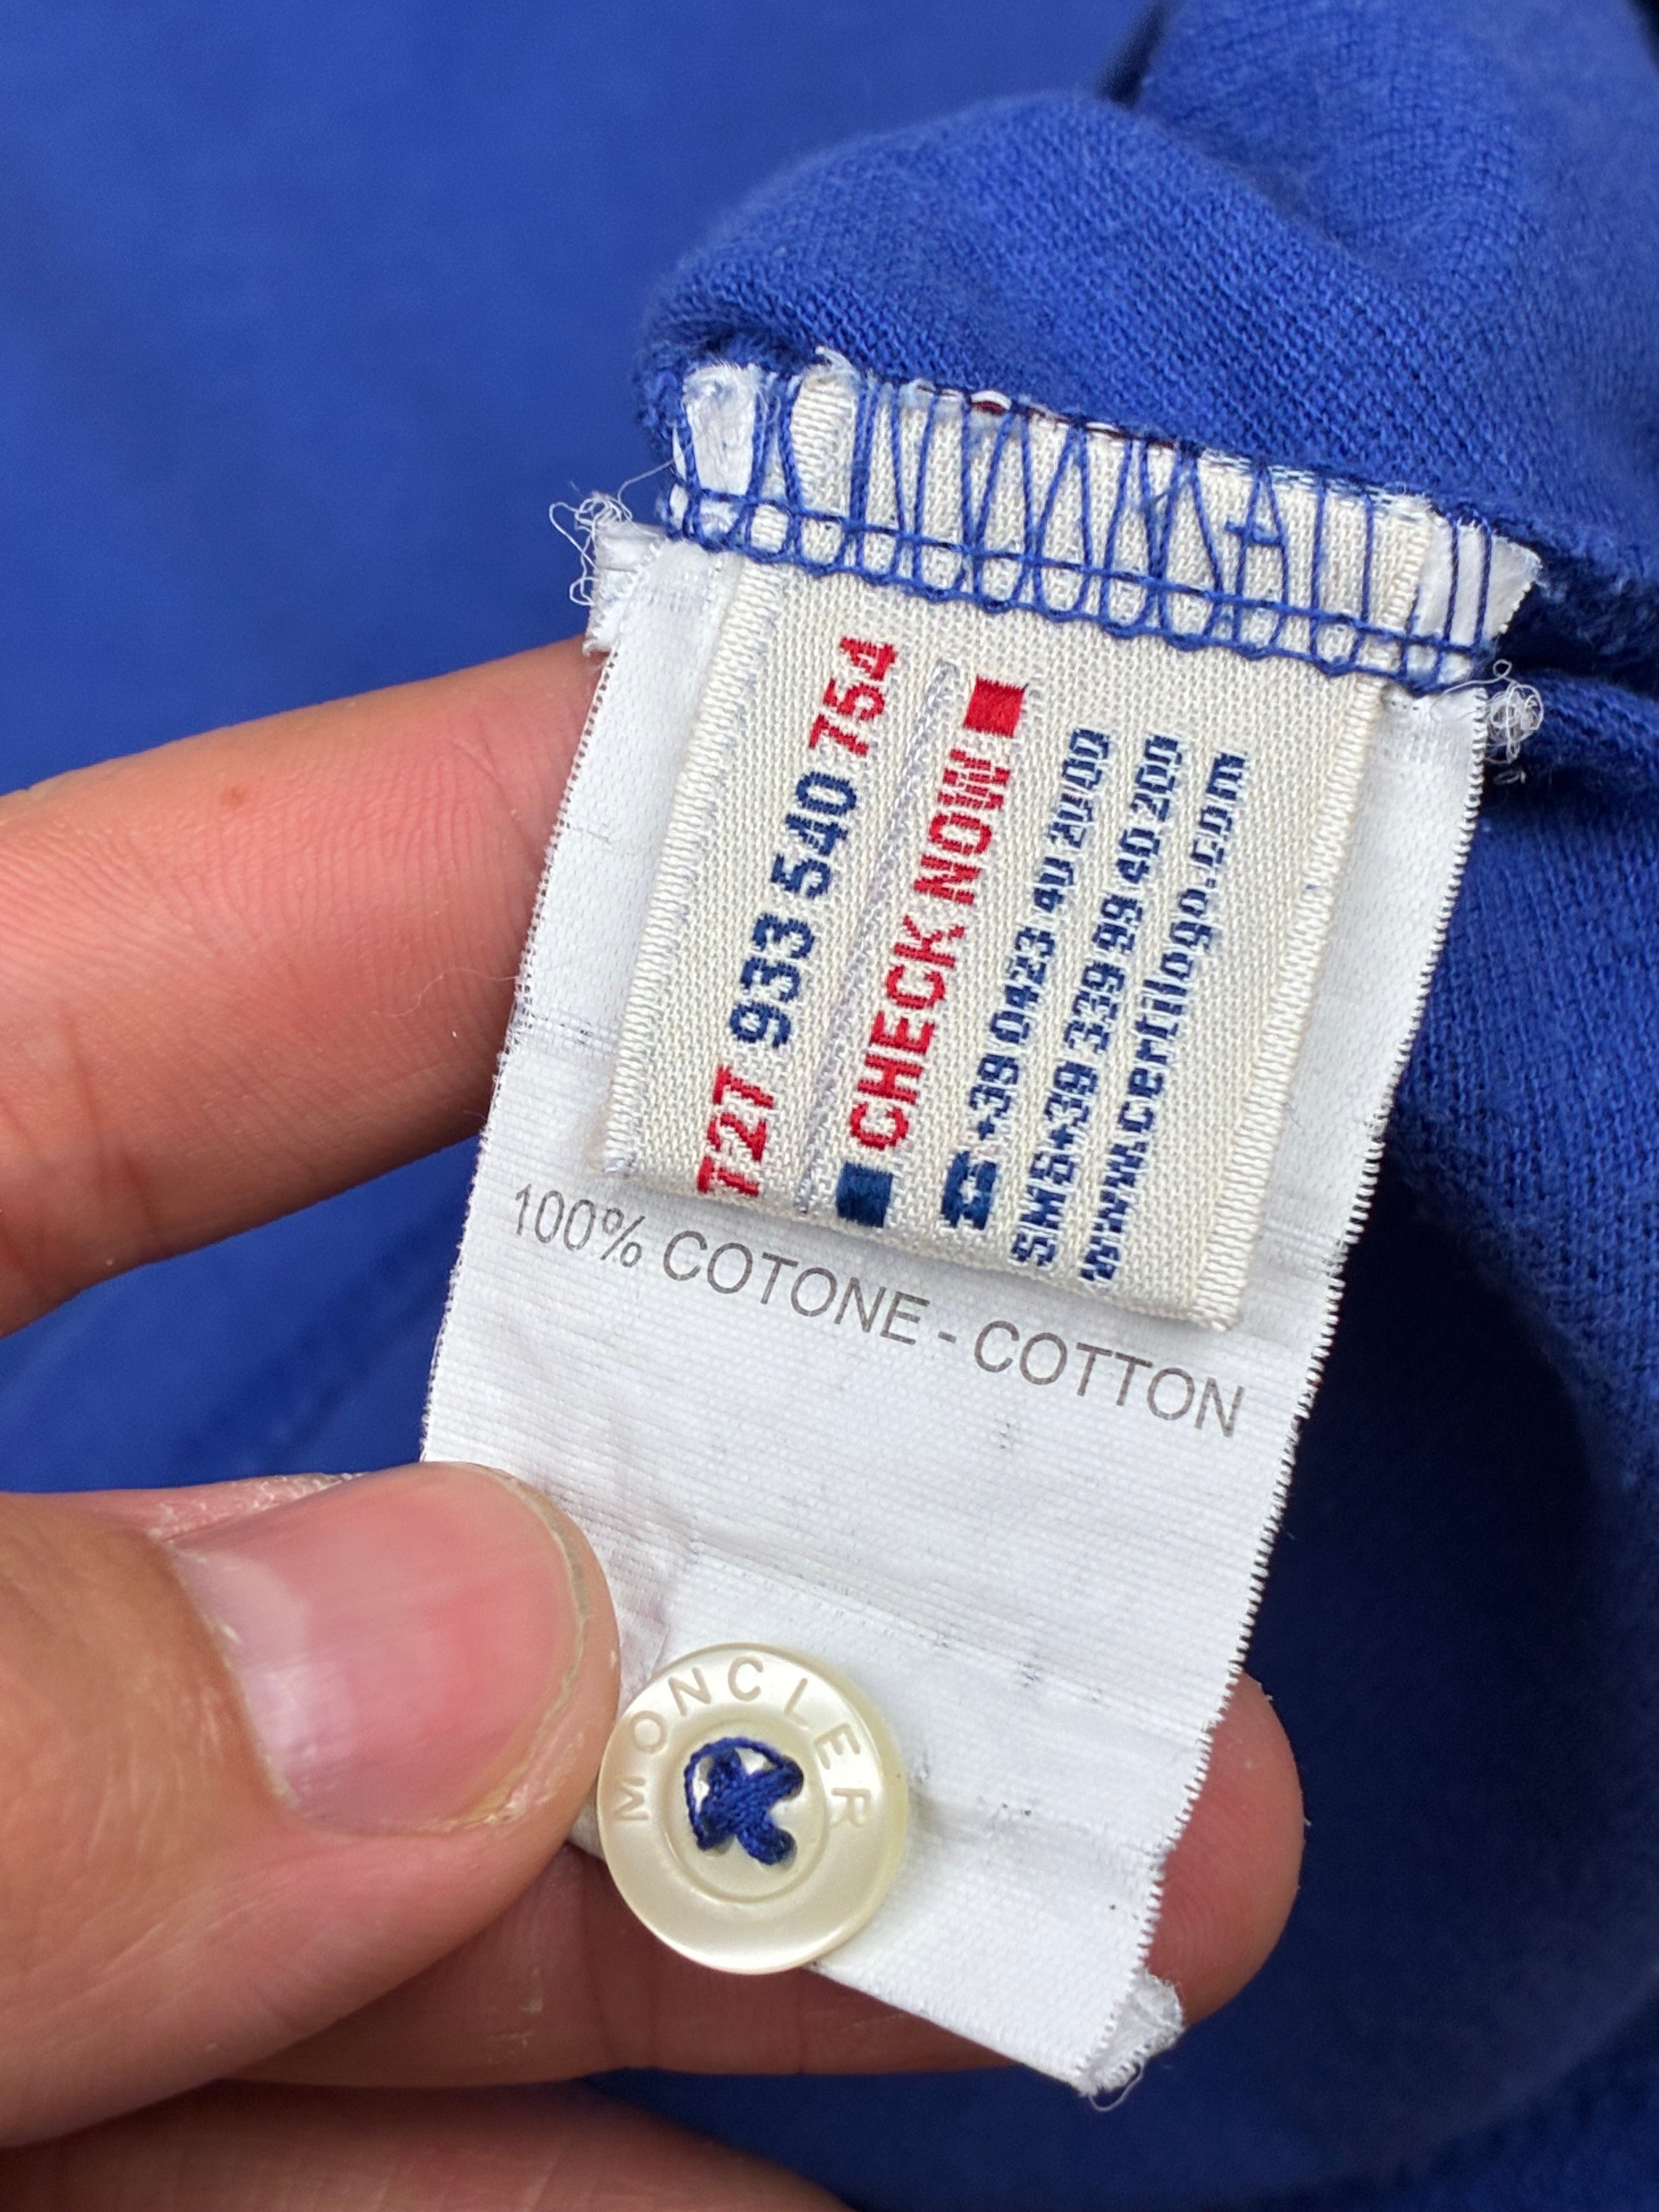 727 933 540 754
CHECK NOW
+39 0423 40 20 00
SMS+39 339 99 40 200
www.certilogo.com
100% COTONE - COTTON
MONCLER